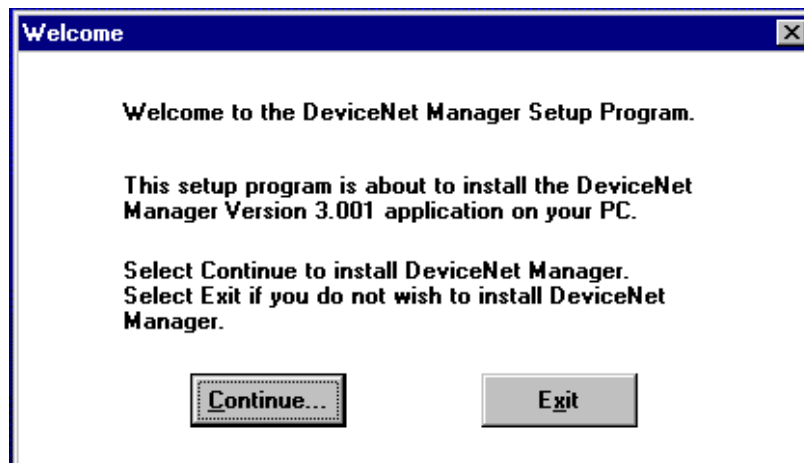 Welcome
Welcome to the DeviceNet Manager Setup Program.
This setup program is about to install the DeviceNet
Manager Version 3.001 application on your PC.
Select Continue to install DeviceNet Manager.
Select Exit if you do not wish to install DeviceNet
Manager.
Continue... Exit